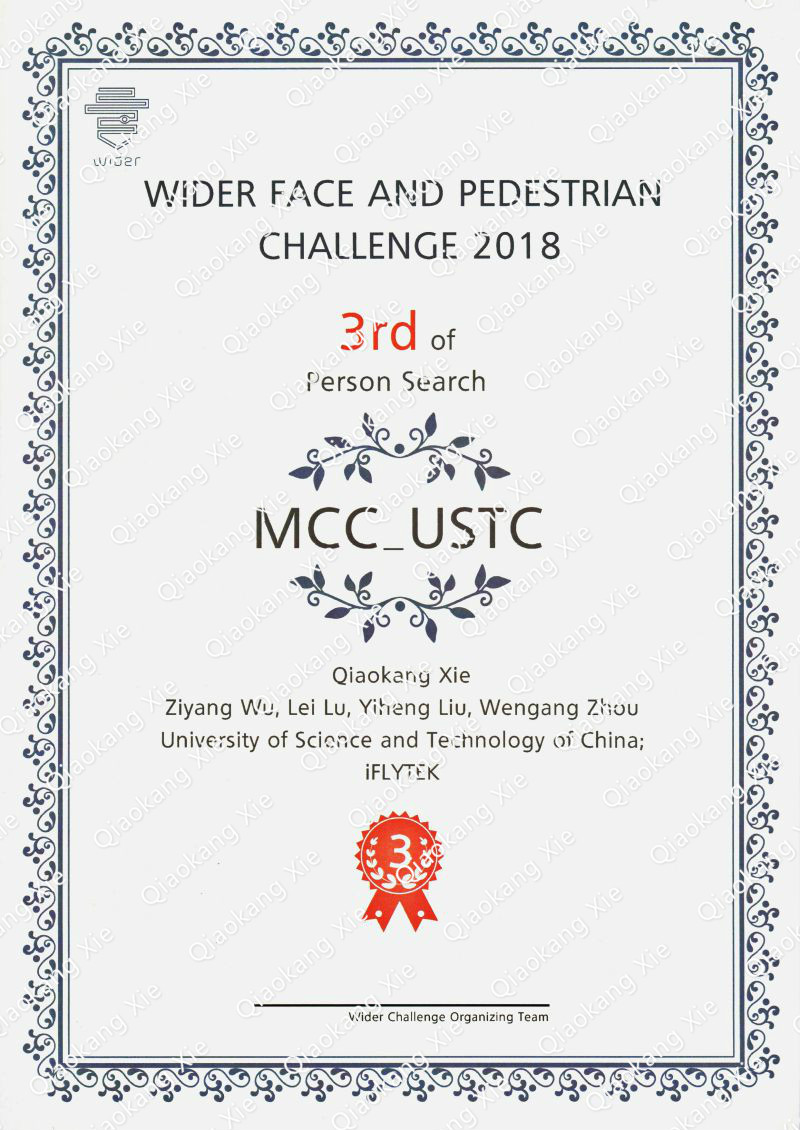 wider
WIDER FACE AND PEDESTRIAN
CHALLENGE 2018
3rd of
Person Search
MCC_USTC
Qiaokang Xie
Ziyang Wu, Lei Lu, Yiheng Liu, Wengang Zhou
University of Science and Technology of China;
iFLYTEK
3
Wider Challenge Organizing Team
Qiaokang Xie